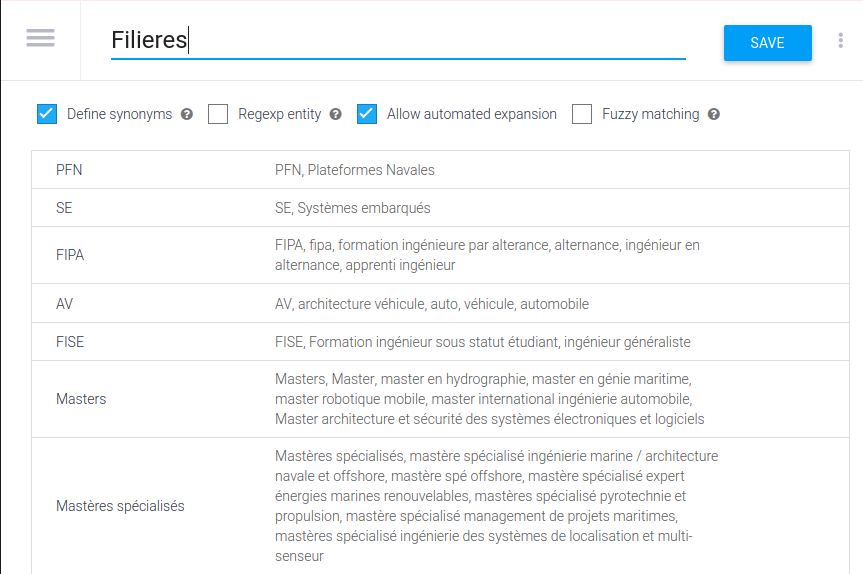 Filieres
SAVE
Define synonyms ? Regexp entity ? Allow automated expansion Fuzzy matching ?
PFN PFN, Plateformes Navales
SE SE, Systèmes embarqués
FIPA FIPA, fipa, formation ingénieure par alterance, alternance, ingénieur en
alternance, apprenti ingénieur
AV AV, architecture véhicule, auto, véhicule, automobile
FISE FISE, Formation ingénieur sous statut étudiant, ingénieur généraliste
Masters Masters, Master, master en hydrographie, master en génie maritime,
master robotique mobile, master international ingénierie automobile,
Master architecture et sécurité des systèmes électroniques et logiciels
Mastères spécialisés Mastères spécialisés, mastère spécialisé ingénierie marine / architecture
navale et offshore, mastère spé offshore, mastère spécialisé expert
énergies marines renouvelables, mastères spécialisé pyrotechnie et
propulsion, mastère spécialisé management de projets maritimes,
mastères spécialisé ingénierie des systèmes de localisation et multi-
senseur